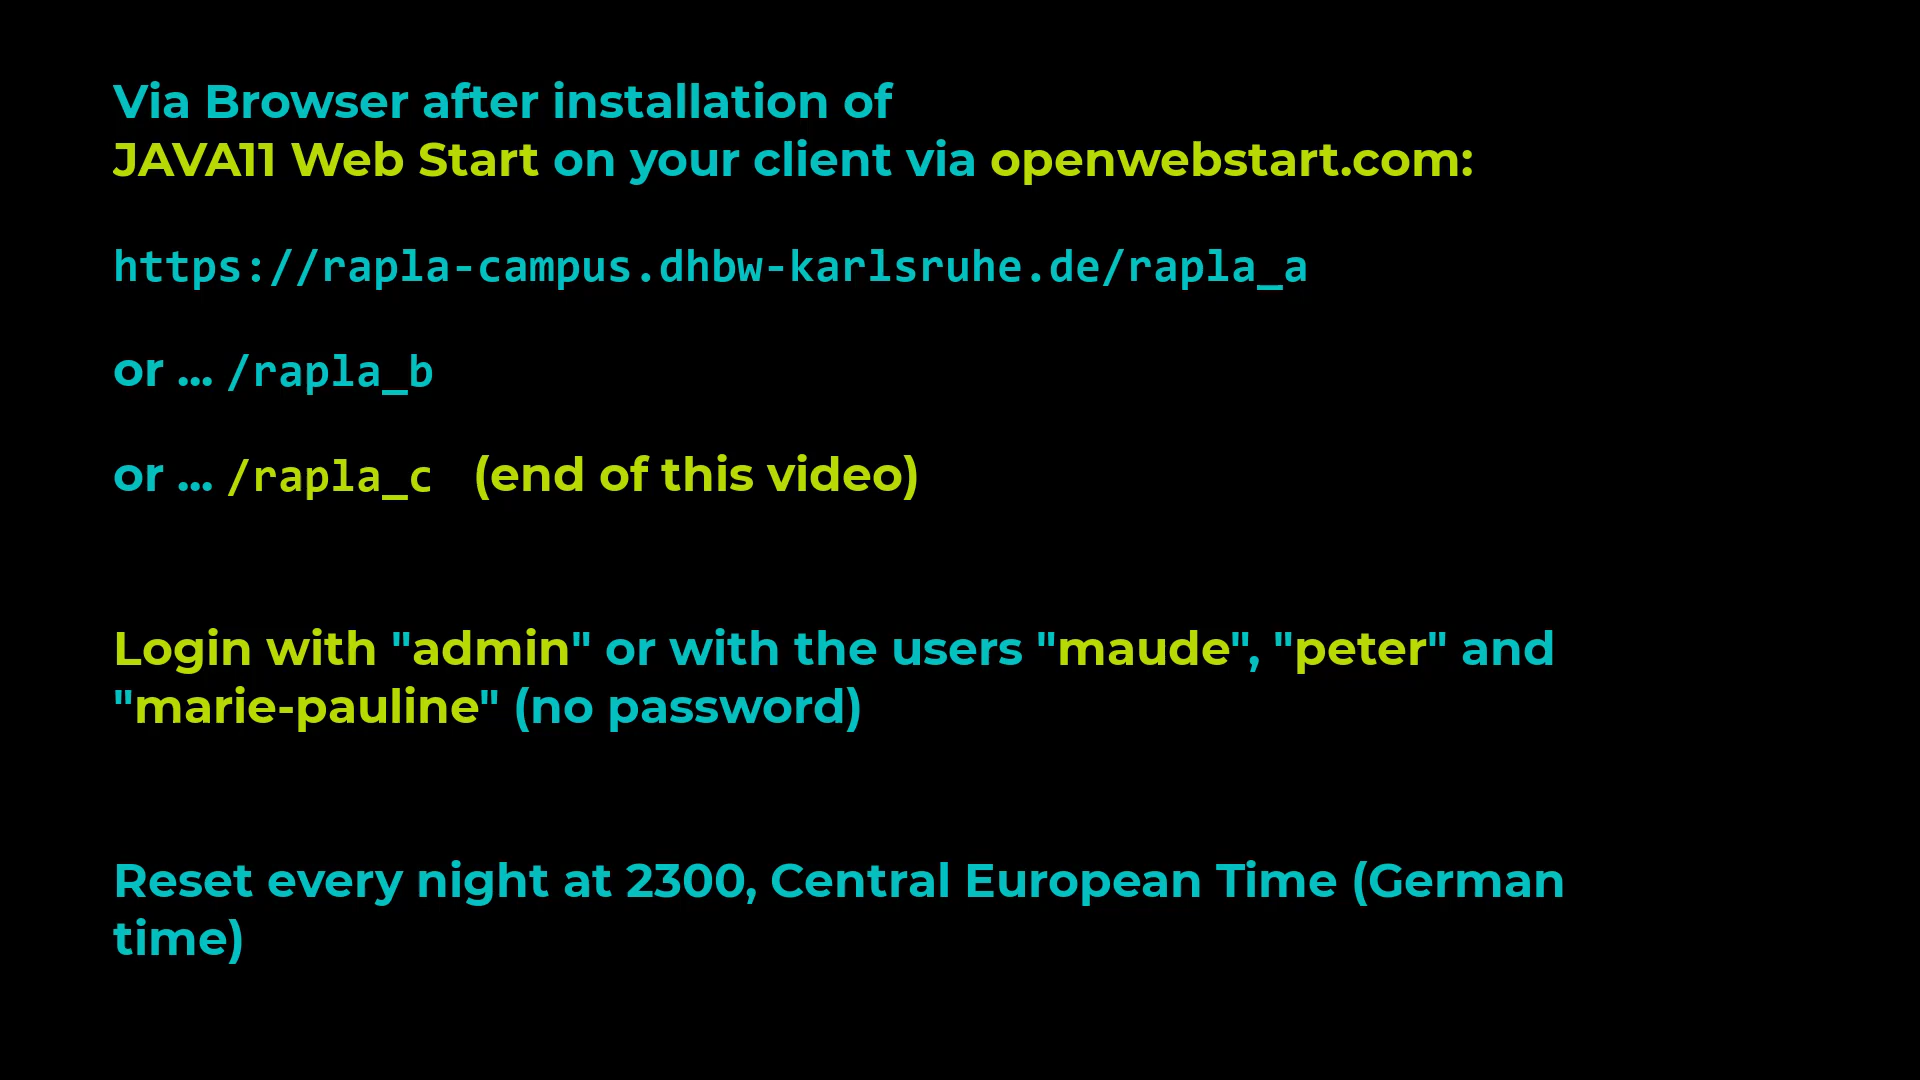 Via Browser after installation of
JAVA11 Web Start on your client via openwebstart.com:
https://rapla-campus.dhbw-karlsruhe.de/rapla_a
or ... /rapla_b
or ... /rapla_c (end of this video)
Login with "admin" or with the users "maude", "peter" and
"marie-pauline" (no password)
Reset every night at 2300, Central European Time (German
time)